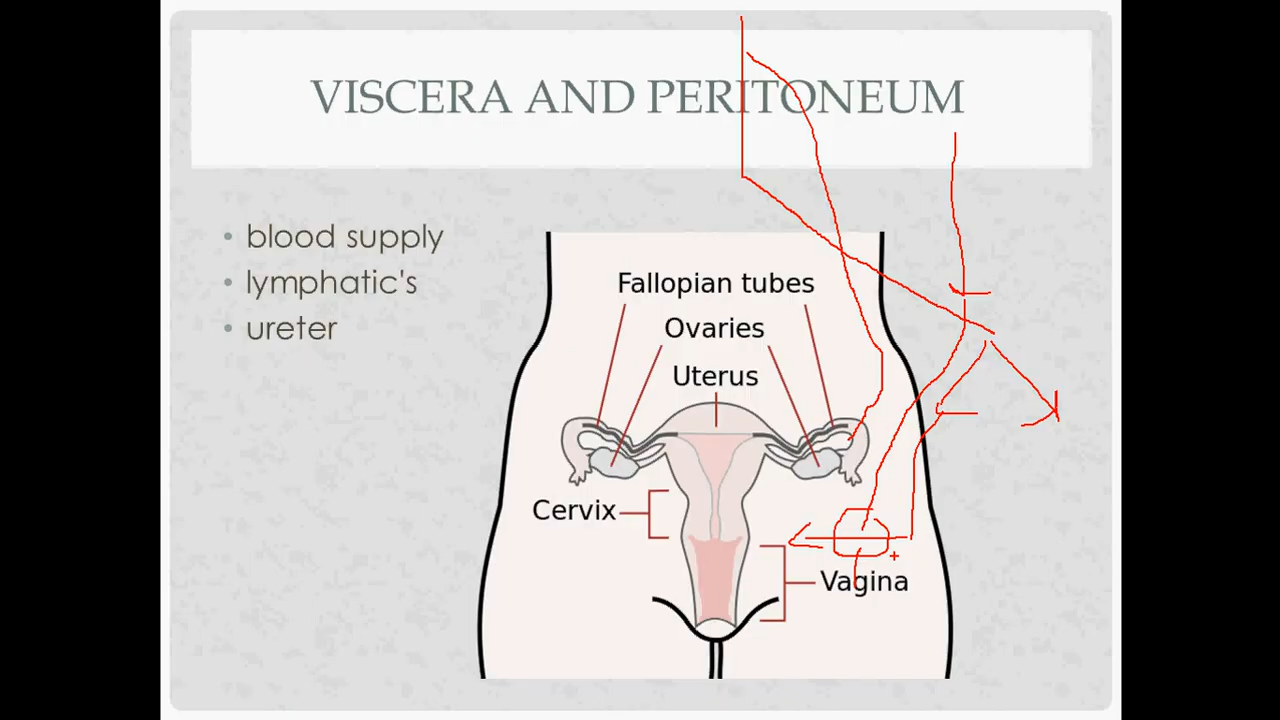 VISCERA AND PERITONEUM
• blood supply
• lymphatic's
• ureter
Fallopian tubes
Ovaries
Uterus
Cervix
Vagina